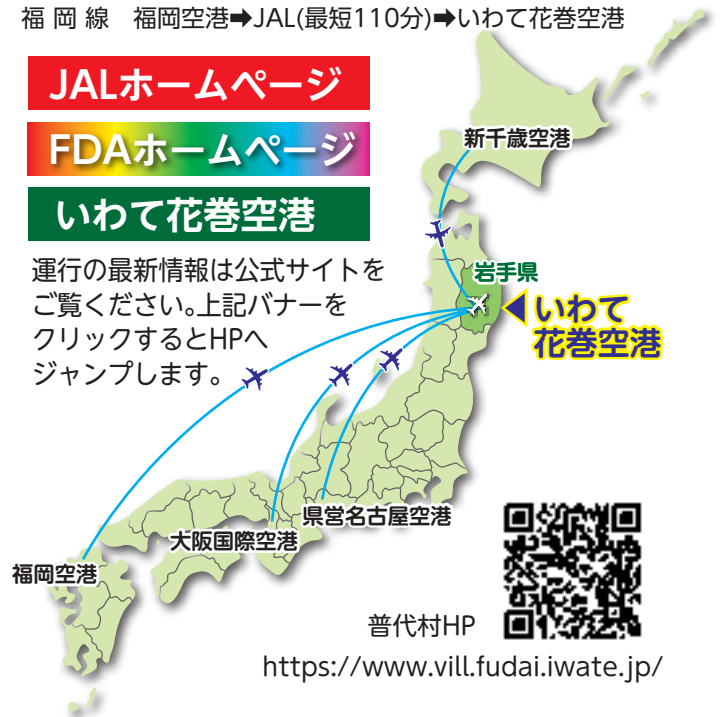 福岡線　福岡空港➡JAL(最短110分)➡いわて花巻空港
JALホームページ
FDAホームページ
いわて花巻空港
運行の最新情報は公式サイトを
ご覧ください。上記バナーを
クリックするとHPへ
ジャンプします。
新千歳空港
岩手県
いわて
花巻空港
県営名古屋空港
大阪国際空港
福岡空港
普代村HP
https://www.vill.fudai.iwate.jp/